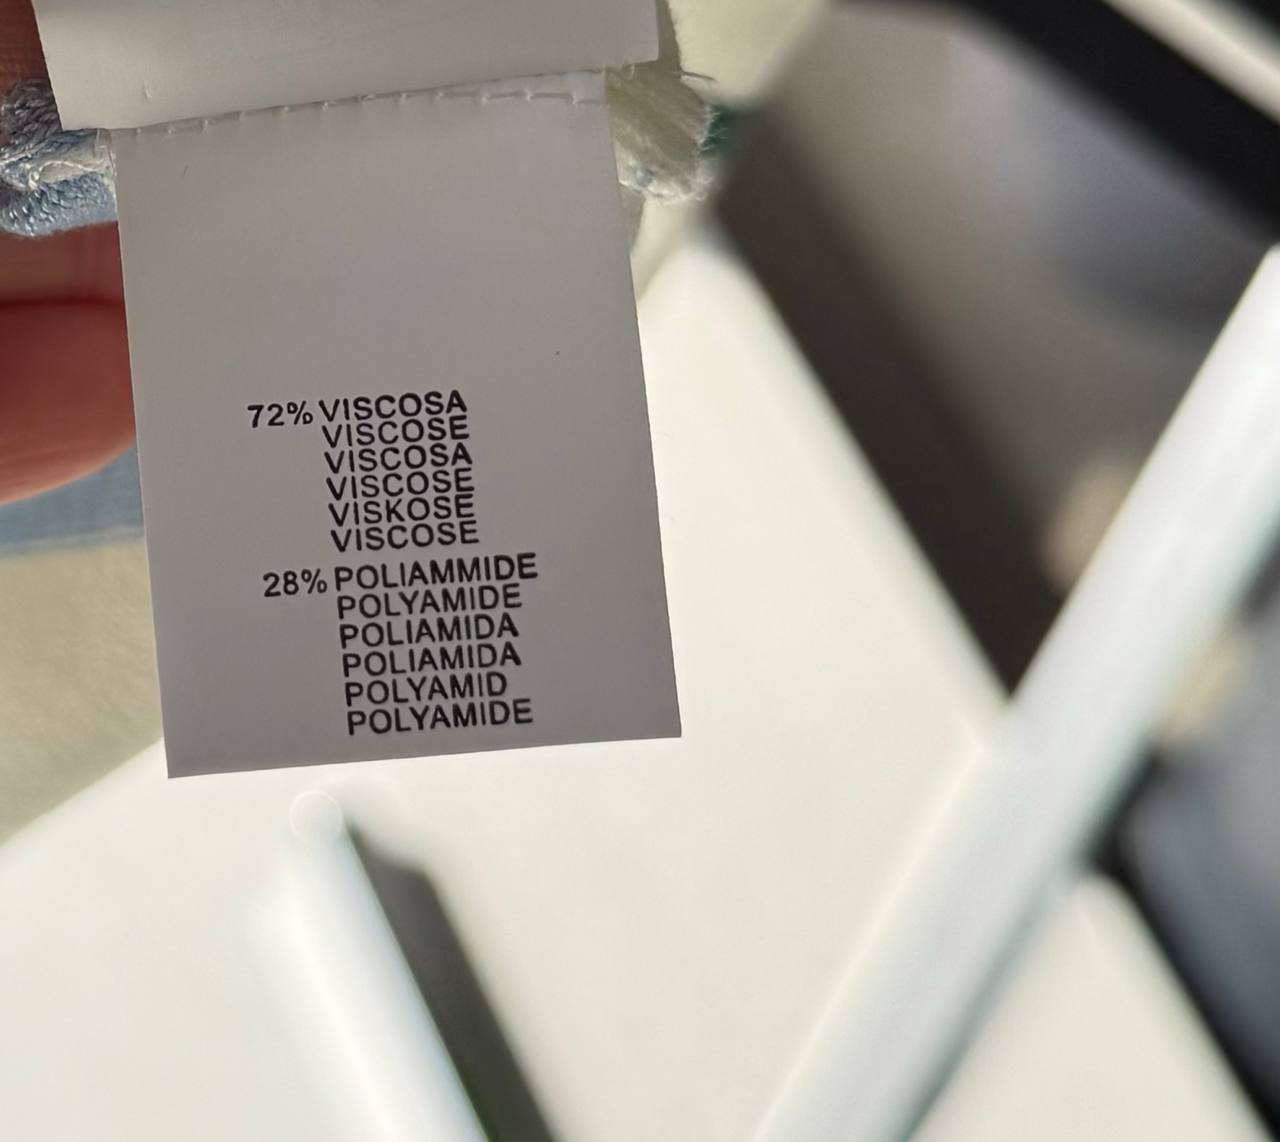 72% VISCOSA
VISCOSE
VISCOSA
VISCOSE
VISKOSE
VISCOSE
28% POLIAMMIDE
POLYAMIDE
POLIAMIDA
POLIAMIDA
POLYAMID
POLYAMIDE